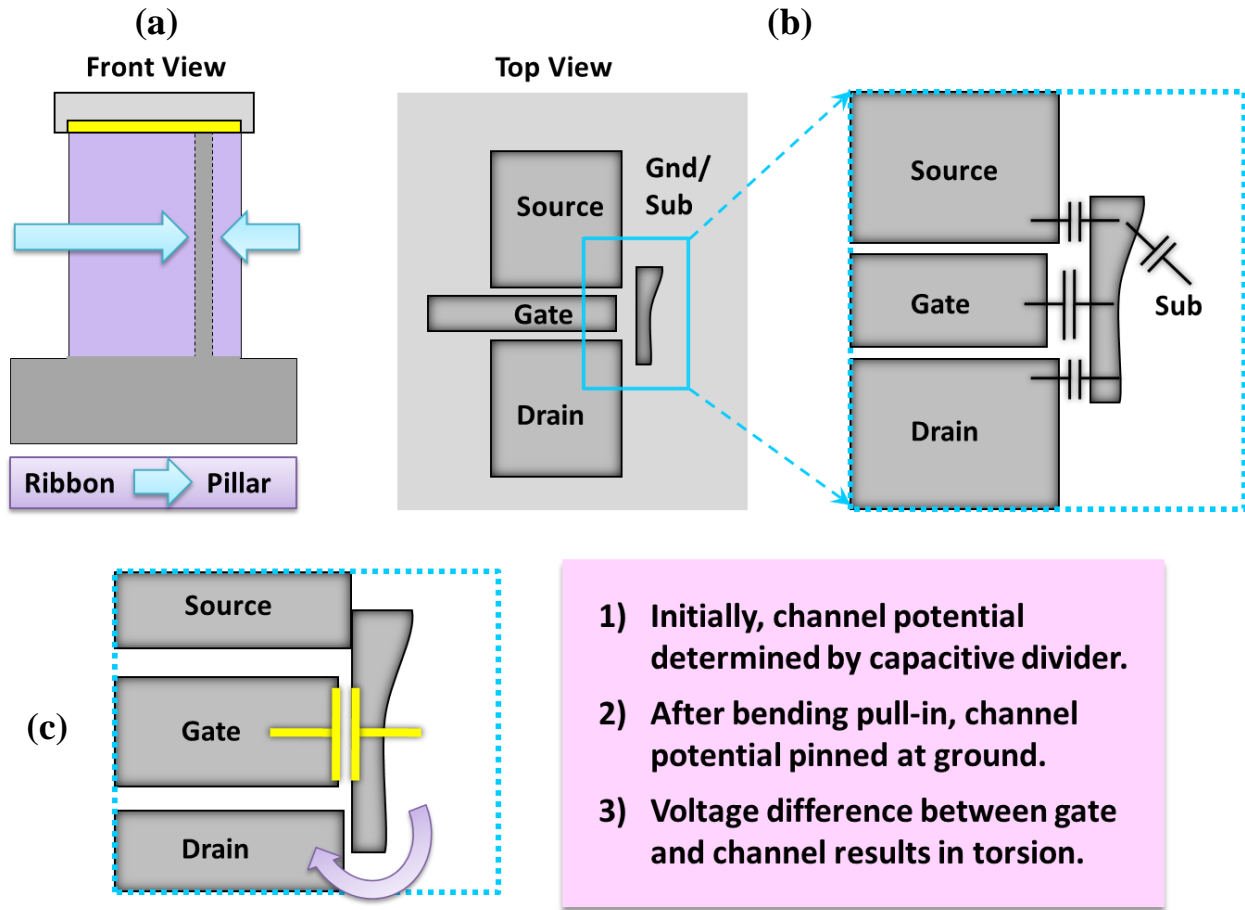 (a)
Front View
Ribbon Pillar
(b)
Top View
Source
Gnd/
Sub
Gate
Drain
Source
Gate
Sub
Drain
(c)
Source
Gate
Drain
1) Initially, channel potential
determined by capacitive divider.
2) After bending pull-in, channel
potential pinned at ground.
3) Voltage difference between gate
and channel results in torsion.